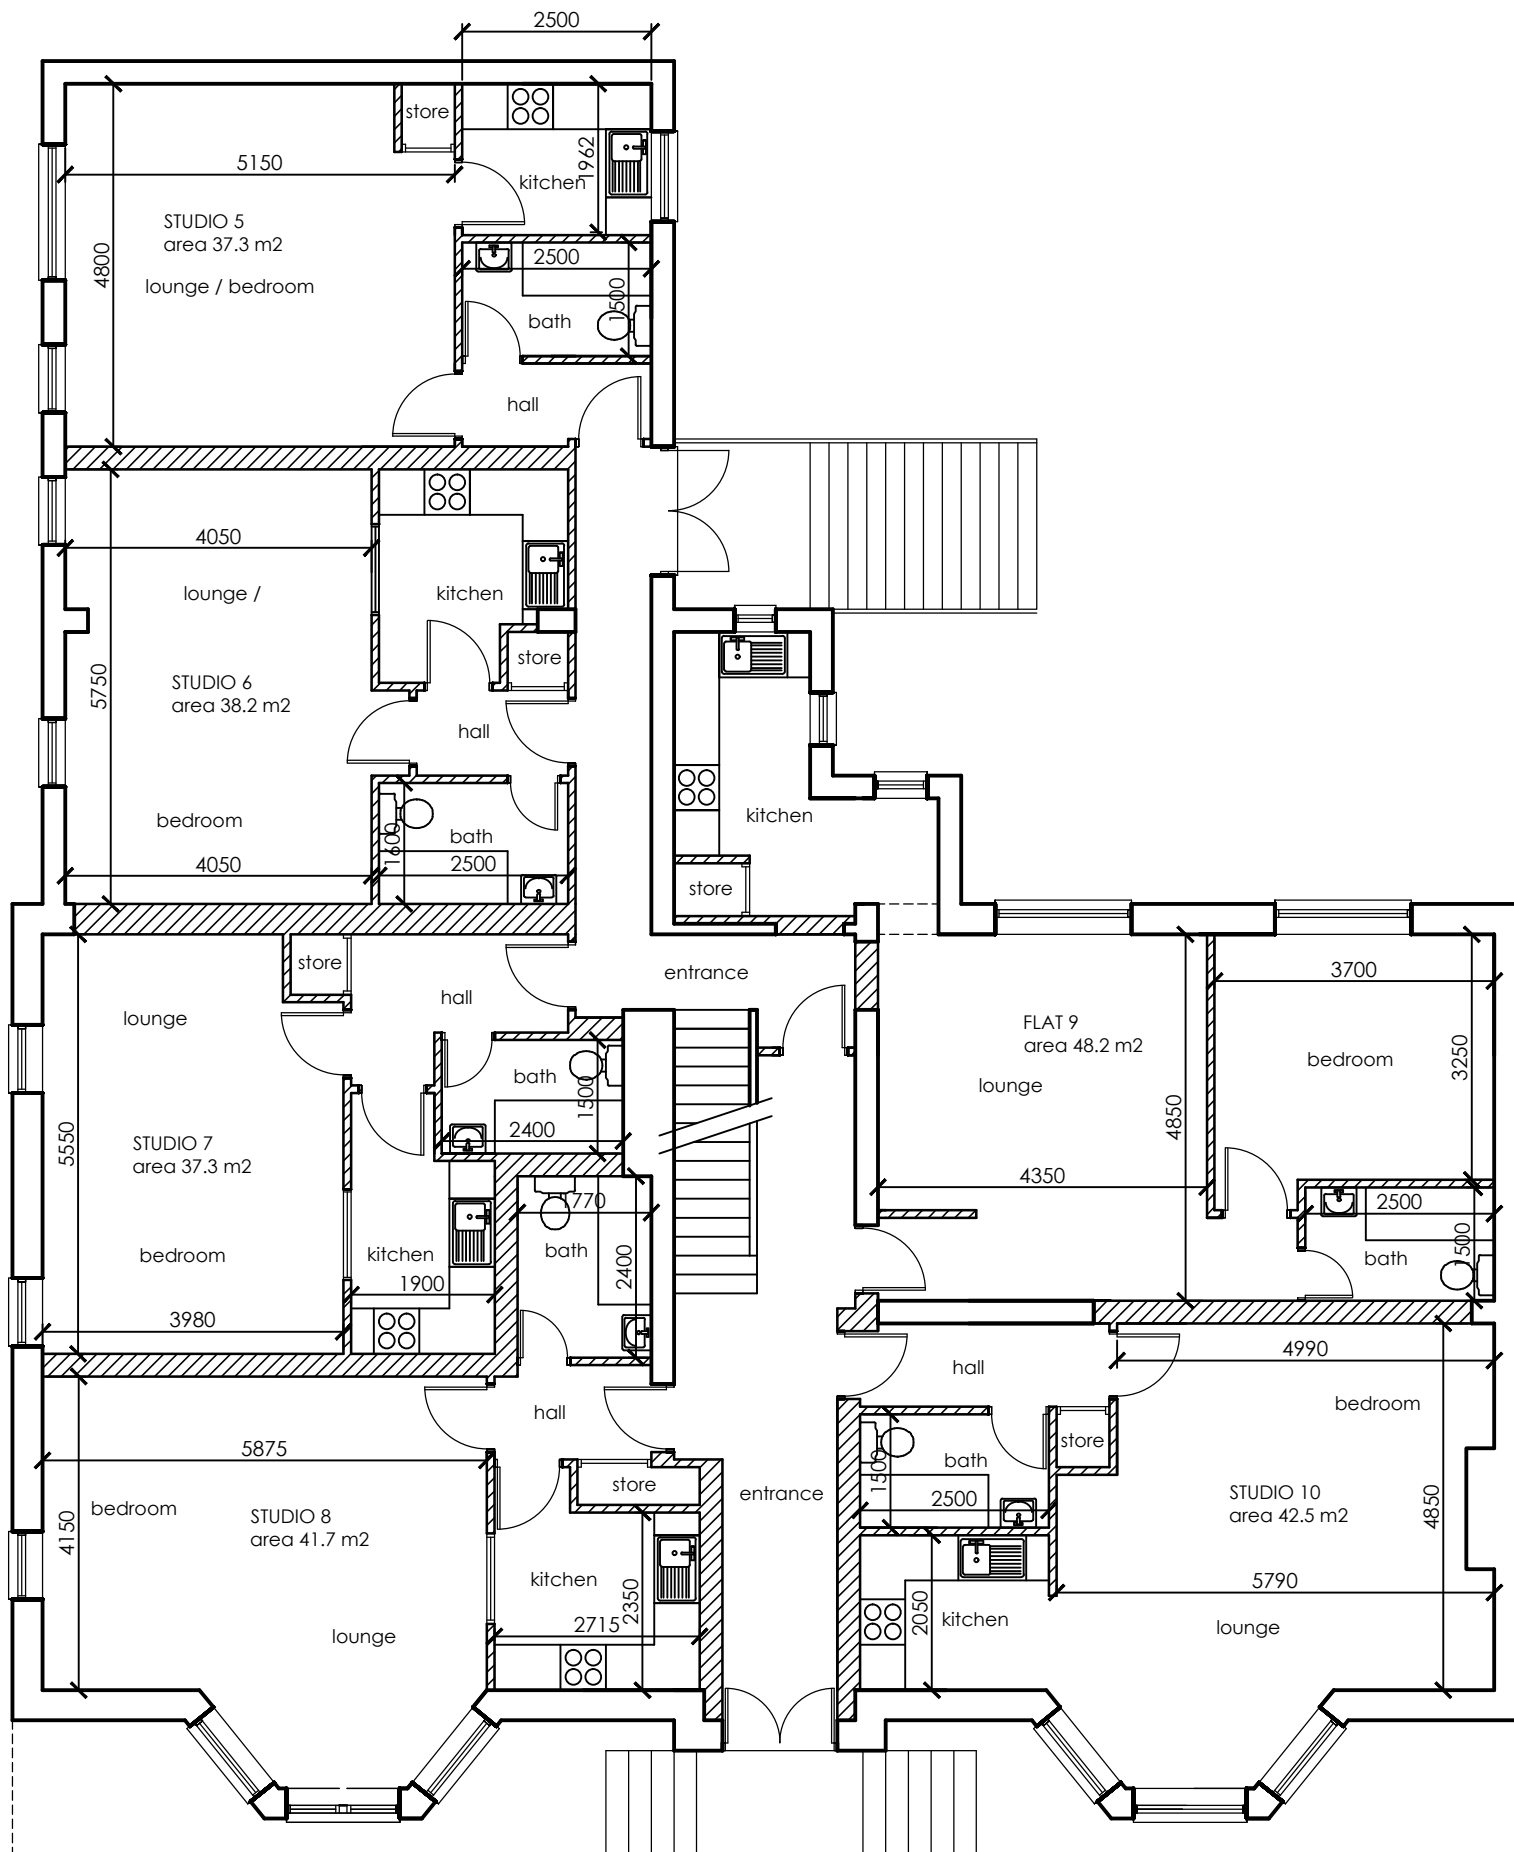 2500
store
1962
5150
kitchen
STUDIO 5
area 37.3 m2
4800
2500
lounge / bedroom
1500
bath
hall
4050
lounge /
kitchen
store
5750
STUDIO 6
area 38.2 m2
hall
bedroom
kitchen
bath
1600
4050
2500
store
store
entrance
3700
hall
lounge
FLAT 9
area 48.2 m2
bedroom
3250
lounge
bath
1500
2400
4850
5550
STUDIO 7
area 37.3 m2
4350
1770
2500
bedroom
kitchen
bath
2400
bath
1500
1900
3980
4990
hall
hall
bedroom
5875
store
bath
store
1500
entrance
2500
bedroom
STUDIO 8
area 41.7 m2
4150
STUDIO 10
area 42.5 m2
4850
kitchen
2350
5790
2050
kitchen
2715
lounge
lounge